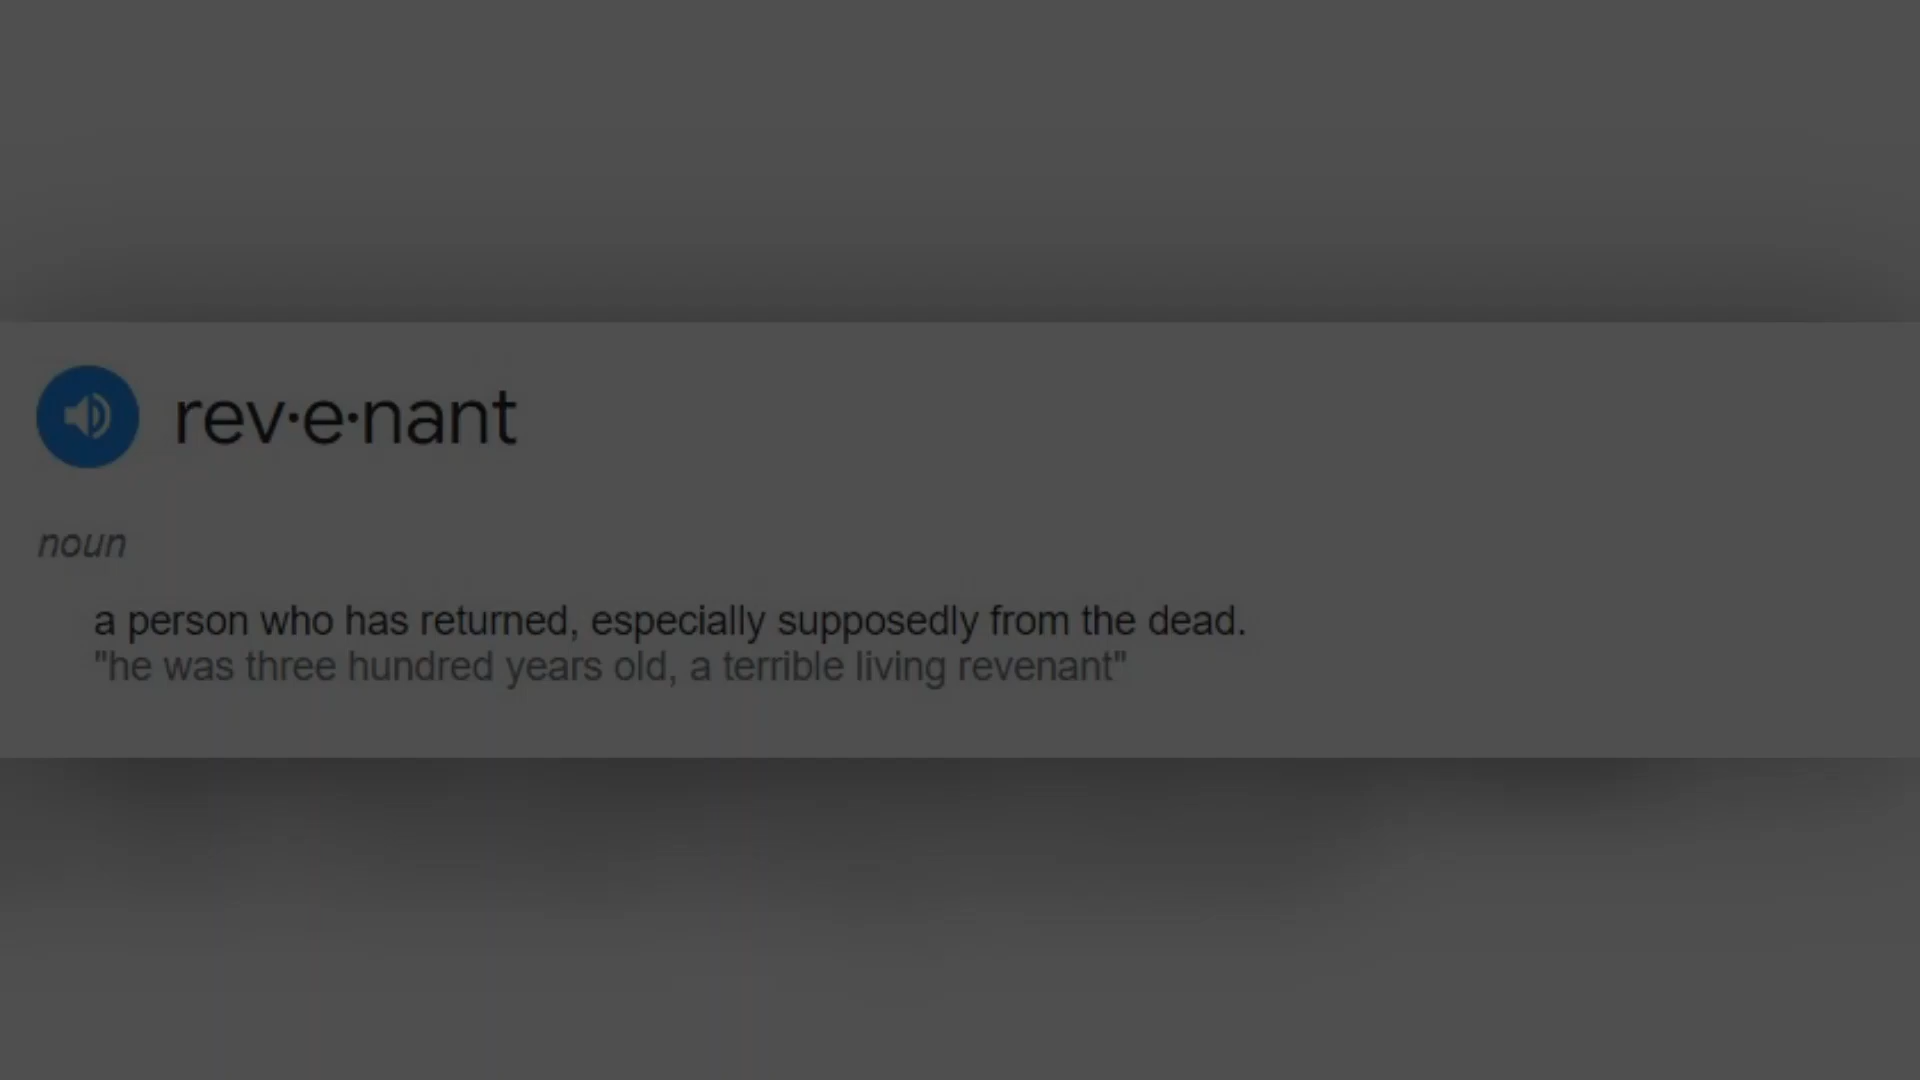 rev·e·nant
noun
a person who has returned, especially supposedly from the dead.
"he was three hundred years old, a terrible living revenant"